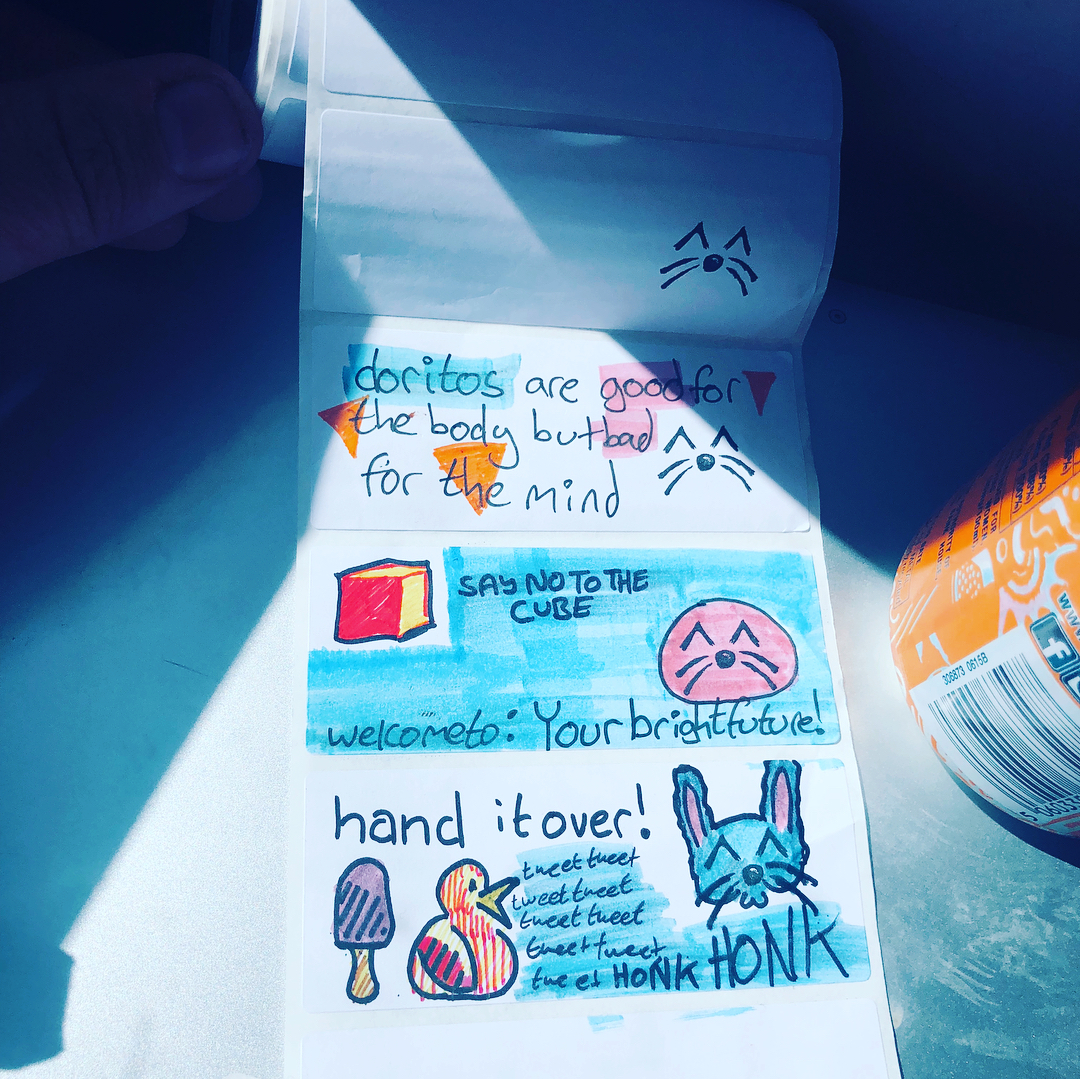 doritos are good for
the body but bad
for the mind
SAY NO TO THE
CUBE
welcome to: Your bright future!
hand it over!
tweet tweet
tweet tweet
tweet tweet
tweet tweet
tweet HONK HONK
306873 0615B